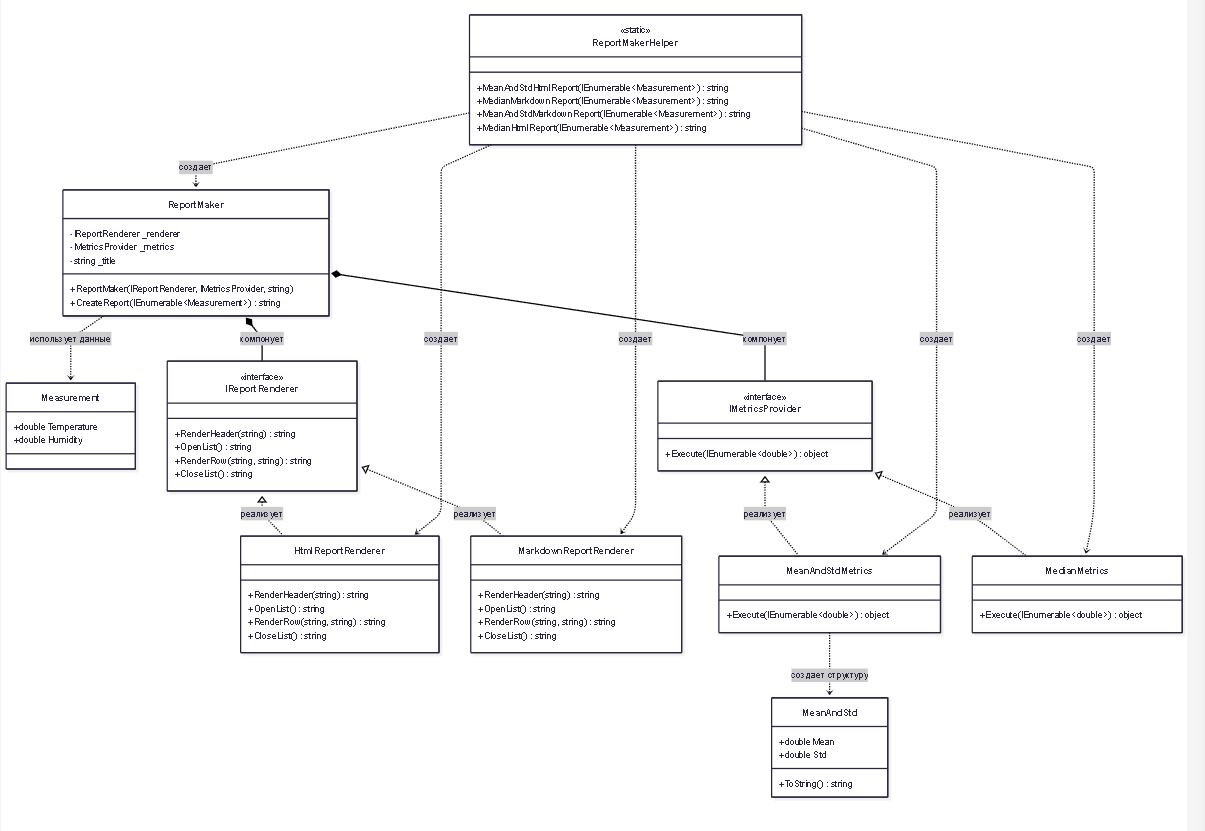 «static»
ReportMakerHelper
+MeanAndStdHtmlReport(IEnumerable<Measurement>) : string
+MedianMarkdownReport(IEnumerable<Measurement>) : string
+MeanAndStdMarkdownReport(IEnumerable<Measurement>) : string
+MedianHtmlReport(IEnumerable<Measurement>) : string
создает
ReportMaker
-IReportRenderer _renderer
-IMetricsProvider _metrics
-string _title
+ReportMaker(IReportRenderer, IMetricsProvider, string)
+CreateReport(IEnumerable<Measurement>) : string
использует данные
компонует
создает
создает
компонует
создает
создает
Measurement
+double Temperature
+double Humidity
«interface»
IReportRenderer
+RenderHeader(string) : string
+OpenList() : string
+RenderRow(string, string) : string
+CloseList() : string
«interface»
IMetricsProvider
+Execute(IEnumerable<double>) : object
реализует
реализует
реализует
реализует
HtmlReportRenderer
+RenderHeader(string) : string
+OpenList() : string
+RenderRow(string, string) : string
+CloseList() : string
MarkdownReportRenderer
+RenderHeader(string) : string
+OpenList() : string
+RenderRow(string, string) : string
+CloseList() : string
MeanAndStdMetrics
+Execute(IEnumerable<double>) : object
MedianMetrics
+Execute(IEnumerable<double>) : object
создает структуру
MeanAndStd
+double Mean
+double Std
+ToString() : string